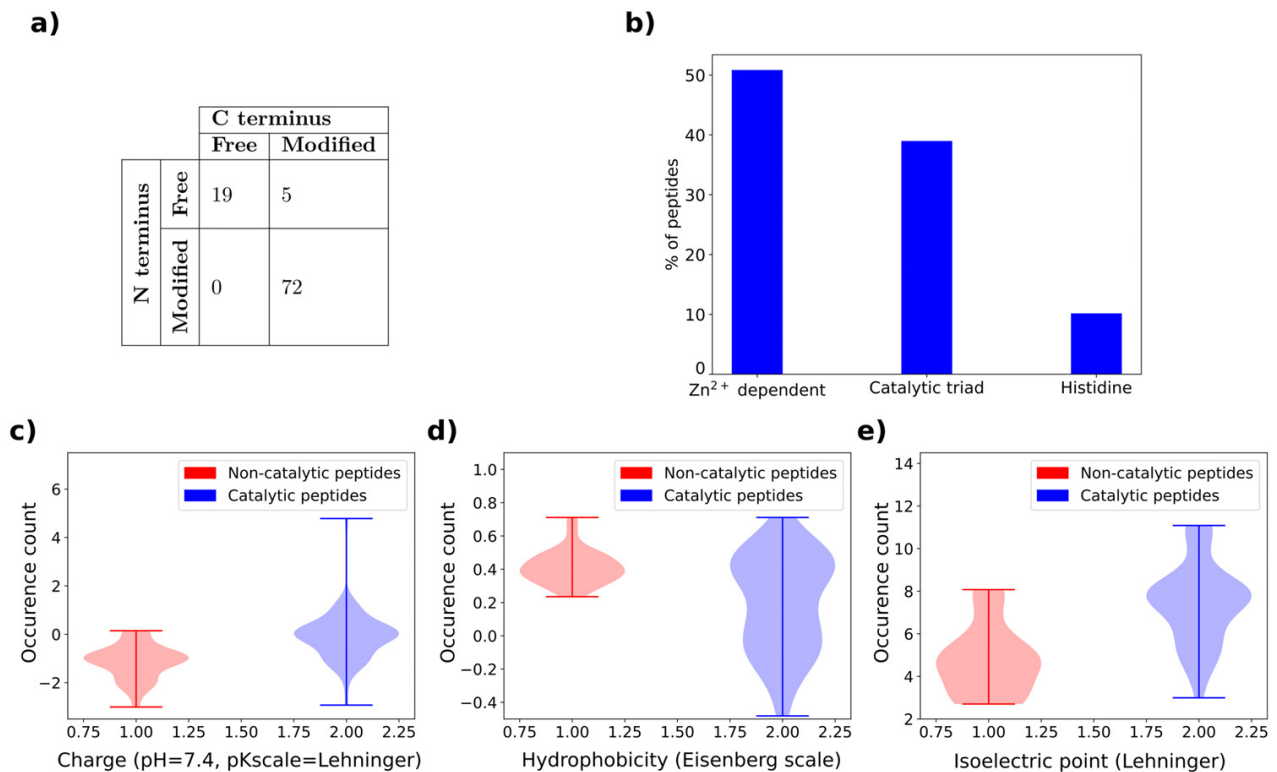 a)
C terminus
Free Modified
N terminus
Free
19 5
Modified
0 72
b)
% of peptides
50
40
30
20
10
0
Zn2+ dependent Catalytic triad Histidine
c)
Non-catalytic peptides
Catalytic peptides
Occurence count
6
4
2
0
−2
0.75 1.00 1.25 1.50 1.75 2.00 2.25
Charge (pH=7.4, pKscale=Lehninger)
d)
Non-catalytic peptides
Catalytic peptides
Occurence count
1.0
0.8
0.6
0.4
0.2
0.0
−0.2
−0.4
0.75 1.00 1.25 1.50 1.75 2.00 2.25
Hydrophobicity (Eisenberg scale)
e)
Non-catalytic peptides
Catalytic peptides
Occurence count
14
12
10
8
6
4
2
0.75 1.00 1.25 1.50 1.75 2.00 2.25
Isoelectric point (Lehninger)